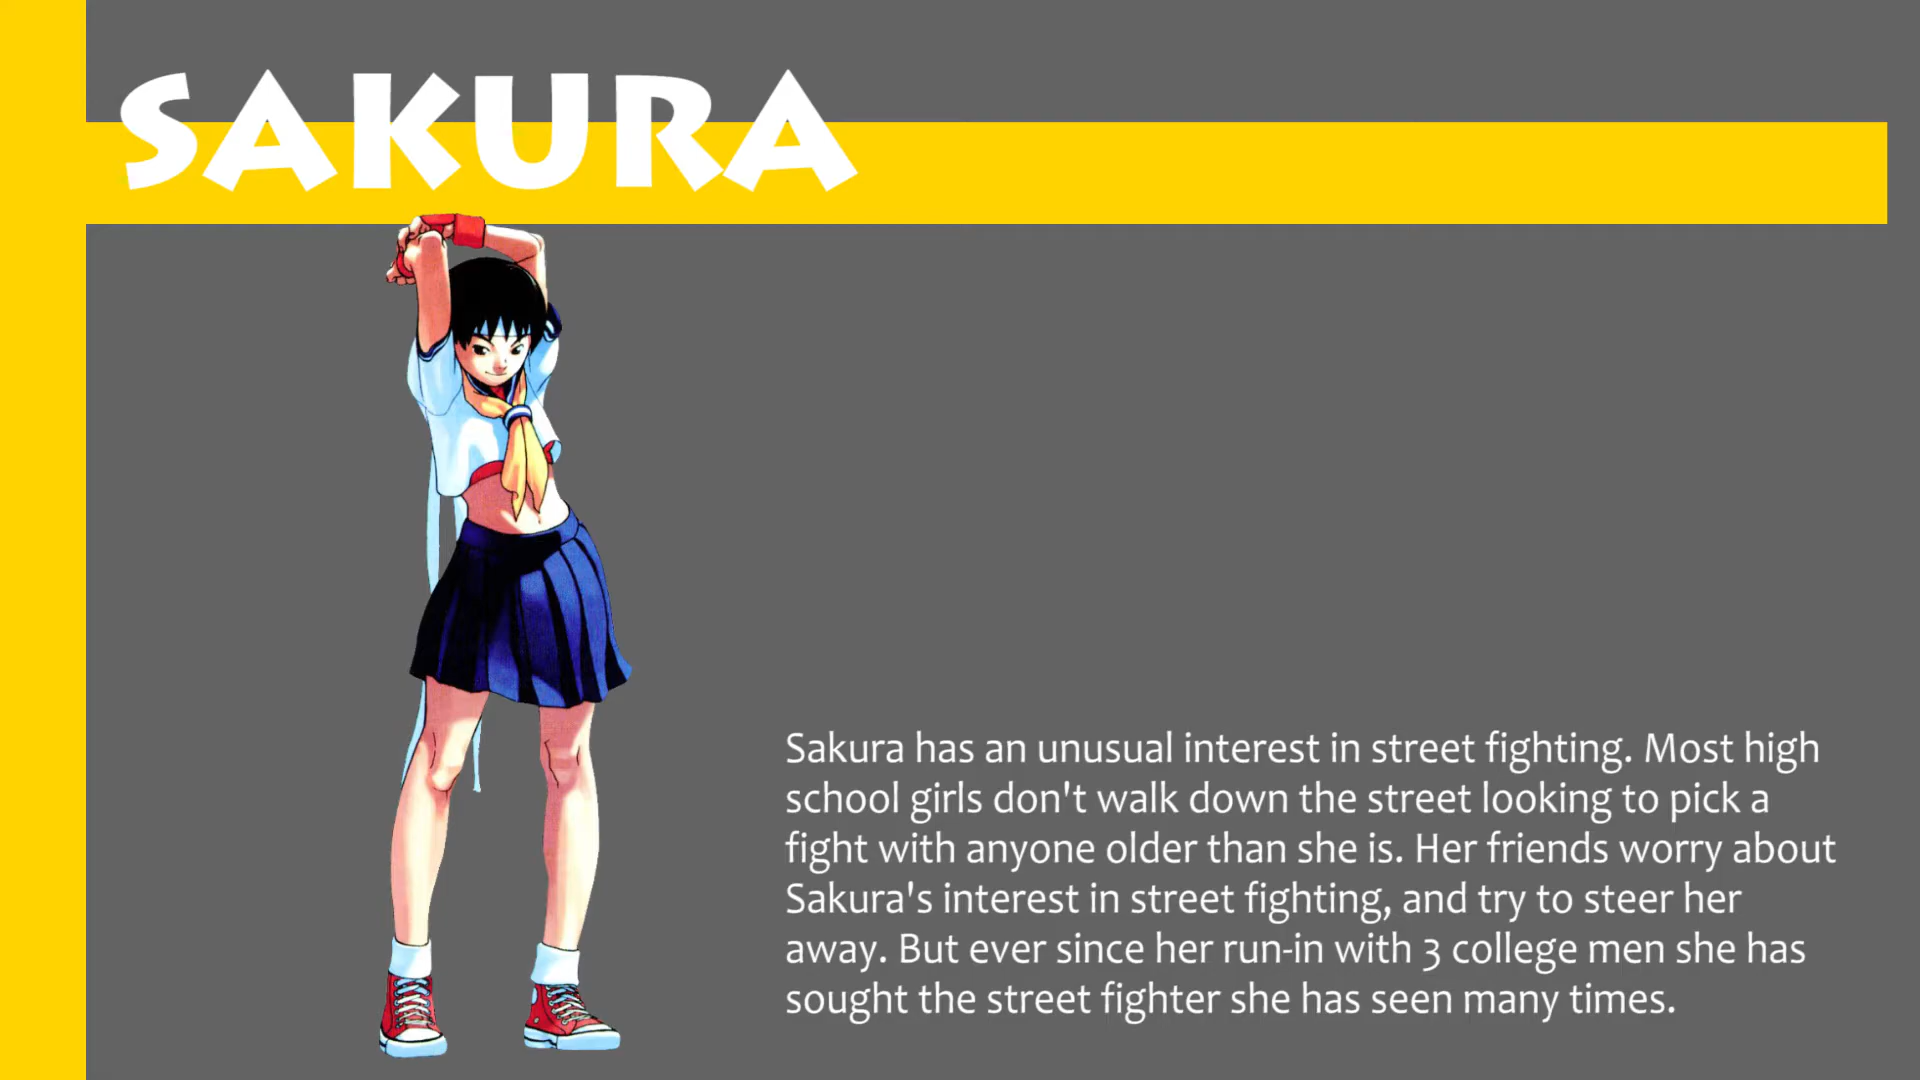 SAKURA
Sakura has an unusual interest in street fighting. Most high
school girls don't walk down the street looking to pick a
fight with anyone older than she is. Her friends worry about
Sakura's interest in street fighting, and try to steer her
away. But ever since her run-in with 3 college men she has
sought the street fighter she has seen many times.